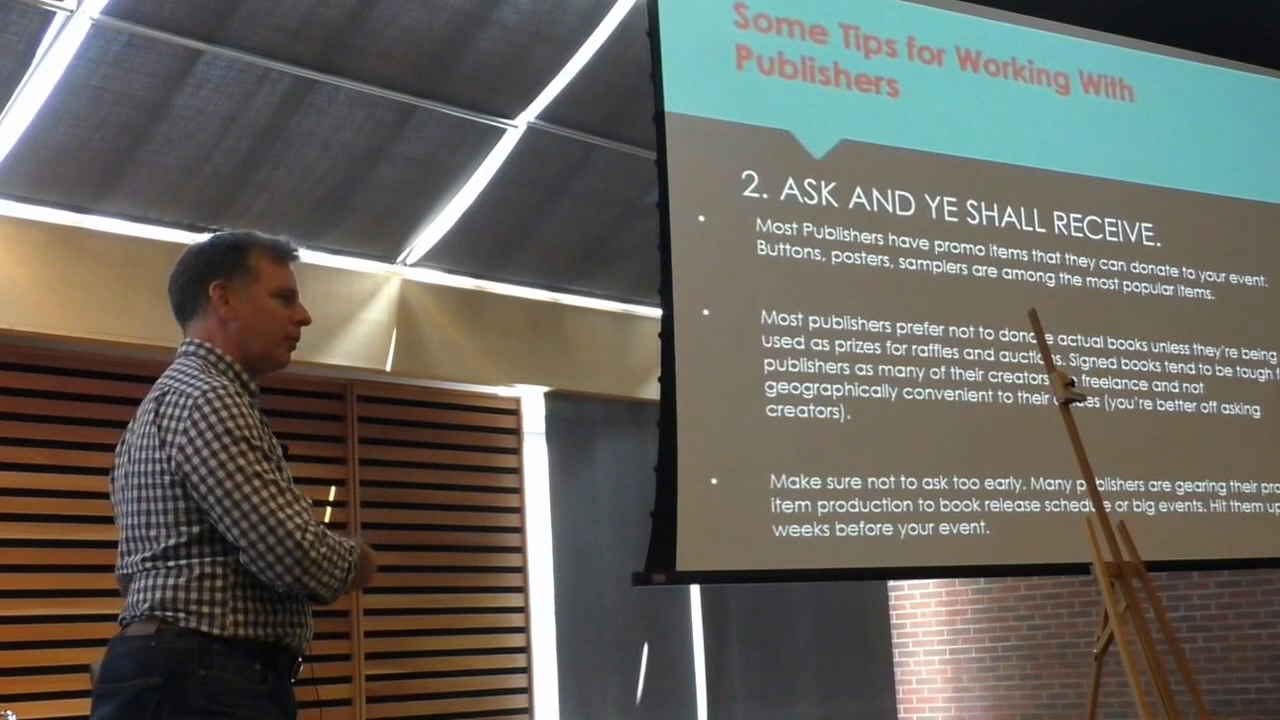 Some Tips for Working With
Publishers
2. ASK AND YE SHALL RECEIVE.
Most Publishers have promo items that they can donate to your event.
Buttons, posters, samplers are among the most popular items.
Most publishers prefer not to donate actual books unless they're being
used as prizes for raffles and auctions. Signed books tend to be tough
publishers as many of their creators freelance and not
geographically convenient to their (you're better off asking
creators).
Make sure not to ask too early. Many publishers are gearing their
item production to book release schedule or big events. Hit them up
weeks before your event.